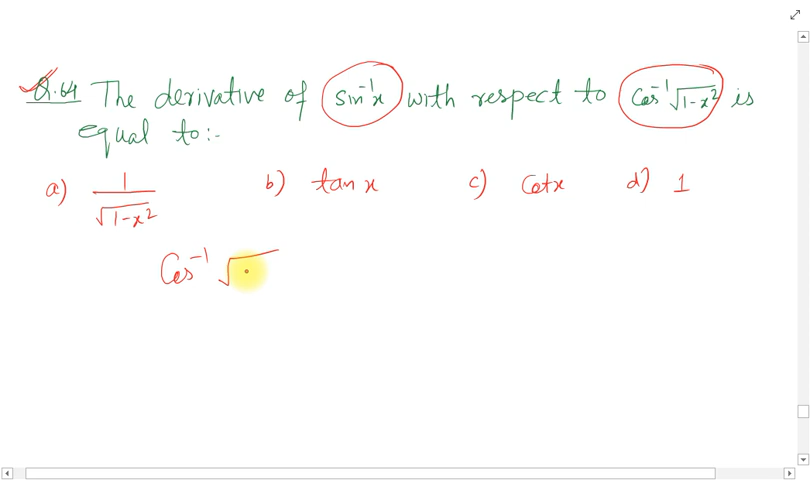 Q.64 The derivative of sin⁻¹x with respect to Cos⁻¹√(1-x²) is
equal to:-
a) 1/√(1-x²) b) tan x c) Cotx d) 1
Cos⁻¹ √